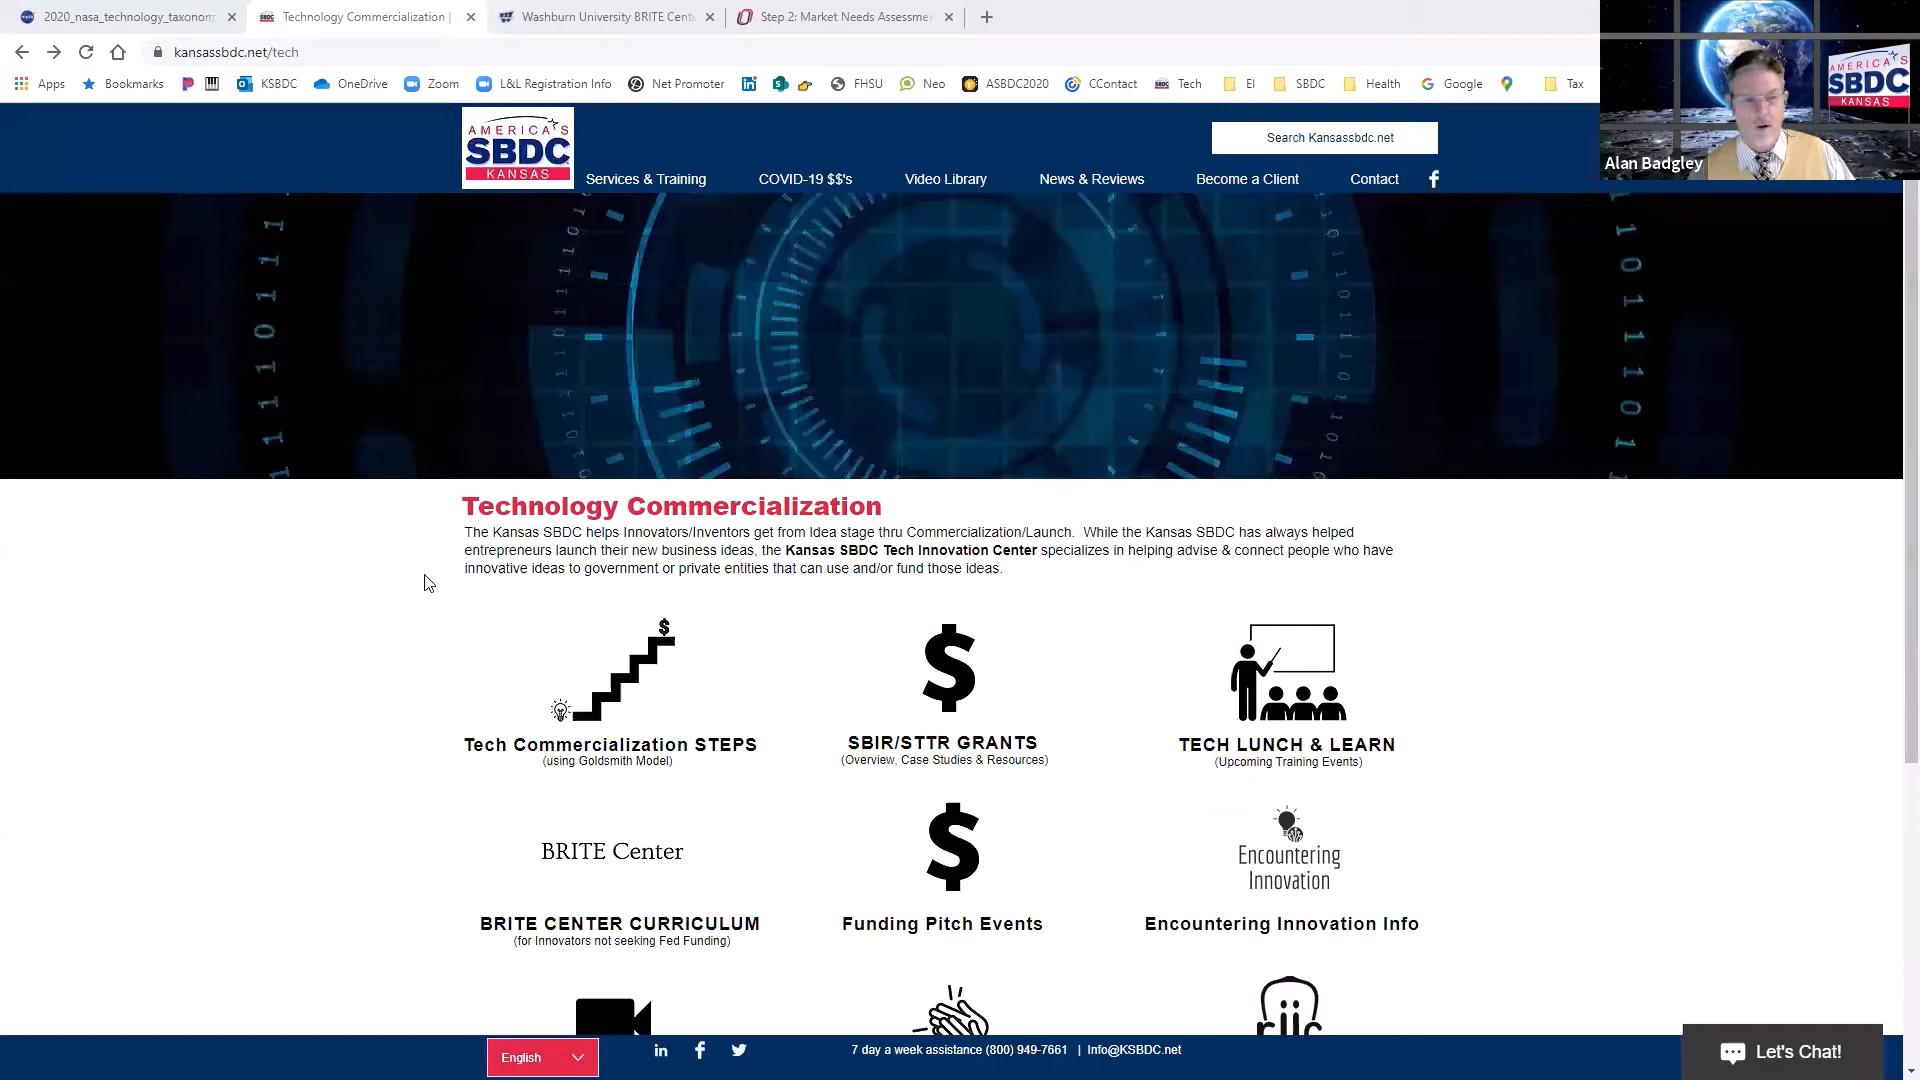 2020_nasa_technology_taxonom
Technology Commercialization |
Washburn University BRITE Cent
Step 2: Market Needs Assessme
kansassbdc.net/tech
Apps
Bookmarks
KSBDC
OneDrive
Zoom
L&L Registration Info
Net Promoter
FHSU
Neo
ASBDC2020
CContact
Tech
EI
SBDC
Health
Google
Tax
AMERICA'S
SBDC
KANSAS
Alan Badgley
AMERICA'S
SBDC
KANSAS
Search Kansassbdc.net
Services & Training
COVID-19 $$'s
Video Library
News & Reviews
Become a Client
Contact
Technology Commercialization
The Kansas SBDC helps Innovators/Inventors get from Idea stage thru Commercialization/Launch. While the Kansas SBDC has always helped
entrepreneurs launch their new business ideas, the Kansas SBDC Tech Innovation Center specializes in helping advise & connect people who have
innovative ideas to government or private entities that can use and/or fund those ideas.
Tech Commercialization STEPS
(using Goldsmith Model)
SBIR/STTR GRANTS
(Overview, Case Studies & Resources)
TECH LUNCH & LEARN
(Upcoming Training Events)
BRITE Center
BRITE CENTER CURRICULUM
(for Innovators not seeking Fed Funding)
Funding Pitch Events
Encountering
Innovation
Encountering Innovation Info
English
7 day a week assistance (800) 949-7661 | Info@KSBDC.net
Let's Chat!